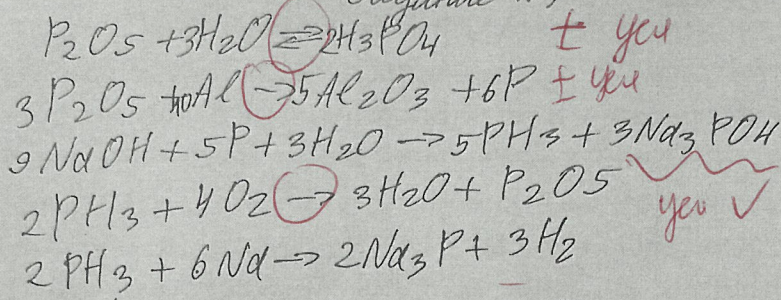 P2O5 + 3H2O ⇌ 2H3PO4 ± усл
3P2O5 + 10Al → 5Al2O3 + 6P ± усл
9NaOH + 5P + 3H2O → 5PH3 + 3Na3PO4
2PH3 + 4O2 → 3H2O + P2O5 усл ✓
2PH3 + 6Na → 2Na3P + 3H2